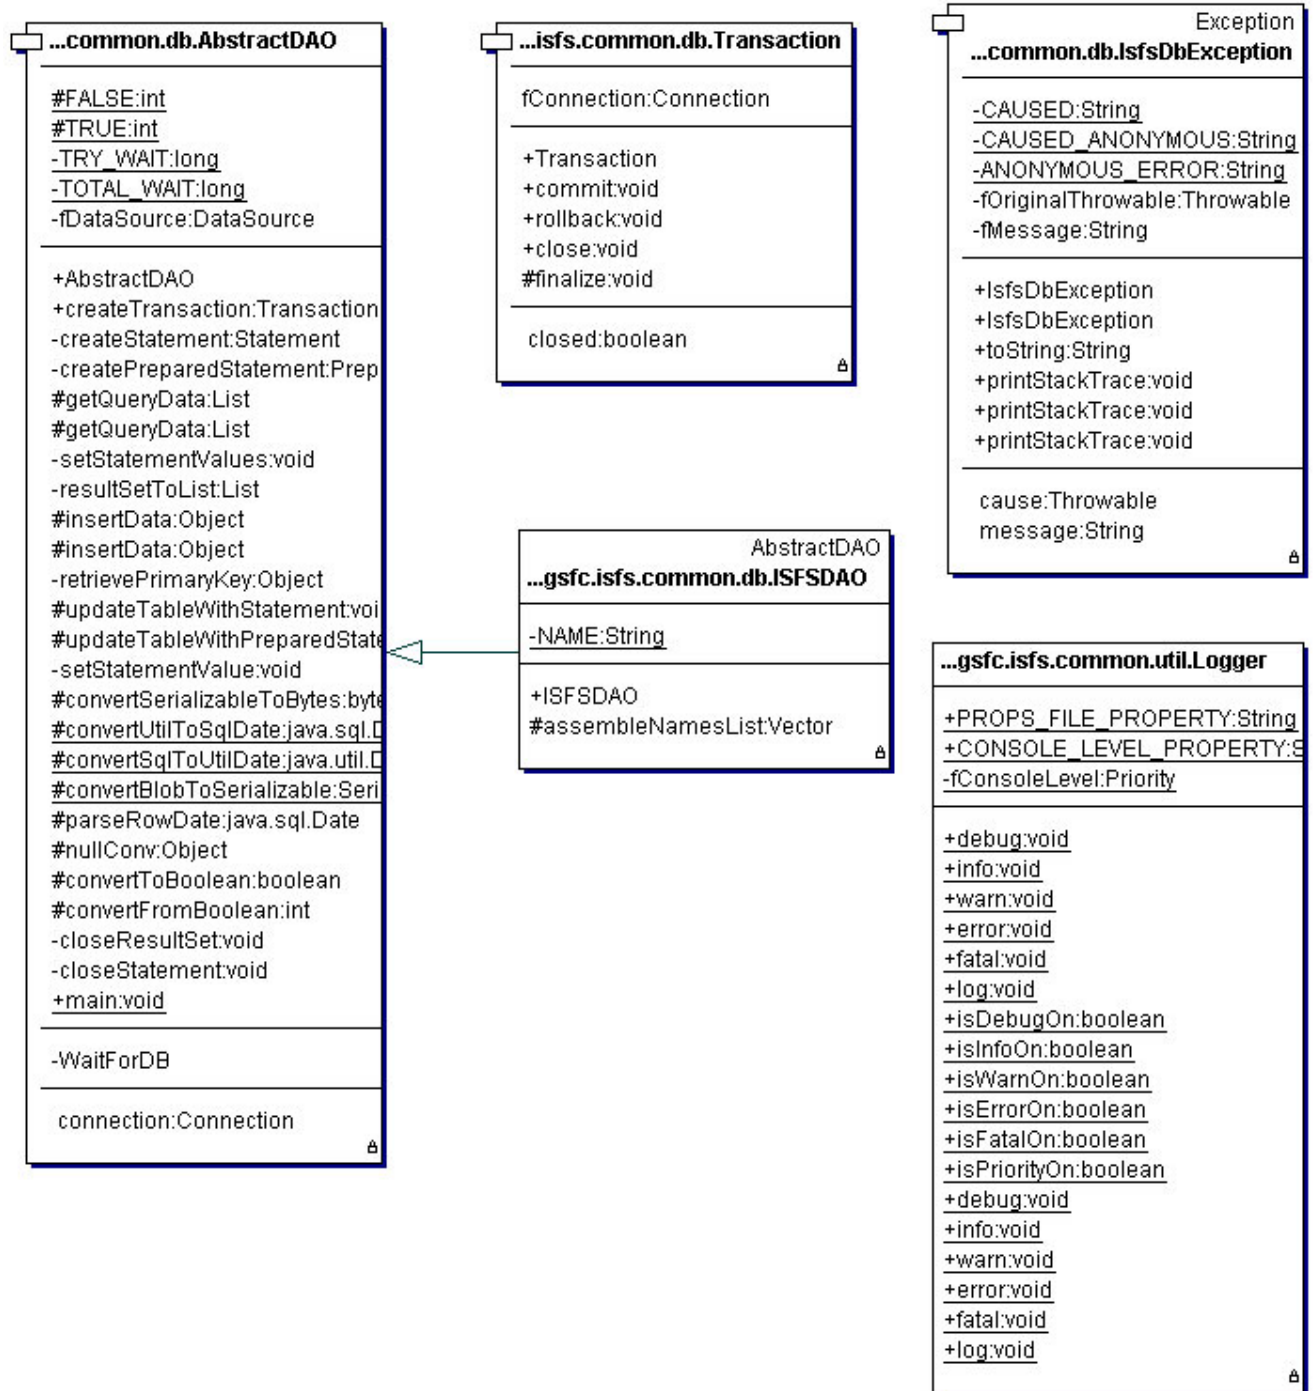 ...common.db.AbstractDAO
#FALSE:int
#TRUE:int
-TRY_WAIT:long
-TOTAL_WAIT:long
-fDataSource:DataSource
+AbstractDAO
+createTransaction:Transaction
-createStatement:Statement
-createPreparedStatement:Prep
#getQueryData:List
#getQueryData:List
-setStatementValues:void
-resultSetToList:List
#insertData:Object
#insertData:Object
-retrievePrimaryKey:Object
#updateTableWithStatement:voi
#updateTableWithPreparedState
-setStatementValue:void
#convertSerializableToBytes:byte
#convertUtilToSqlDate:java.sql.D
#convertSqlToUtilDate:java.util.D
#convertBlobToSerializable:Seri
#parseRowDate:java.sql.Date
#nullConv:Object
#convertToBoolean:boolean
#convertFromBoolean:int
-closeResultSet:void
-closeStatement:void
+main:void
-WaitForDB
connection:Connection
...isfs.common.db.Transaction
fConnection:Connection
+Transaction
+commit:void
+rollback:void
+close:void
#finalize:void
closed:boolean
AbstractDAO
...gsfc.isfs.common.db.ISFSDAO
-NAME:String
+ISFSDAO
#assembleNamesList:Vector
Exception
...common.db.IsfsDbException
-CAUSED:String
-CAUSED_ANONYMOUS:String
-ANONYMOUS_ERROR:String
-fOriginalThrowable:Throwable
-fMessage:String
+IsfsDbException
+IsfsDbException
+toString:String
+printStackTrace:void
+printStackTrace:void
+printStackTrace:void
cause:Throwable
message:String
...gsfc.isfs.common.util.Logger
+PROPS_FILE_PROPERTY:String
+CONSOLE_LEVEL_PROPERTY:S
-fConsoleLevel:Priority
+debug:void
+info:void
+warn:void
+error:void
+fatal:void
+log:void
+isDebugOn:boolean
+isInfoOn:boolean
+isWarnOn:boolean
+isErrorOn:boolean
+isFatalOn:boolean
+isPriorityOn:boolean
+debug:void
+info:void
+warn:void
+error:void
+fatal:void
+log:void